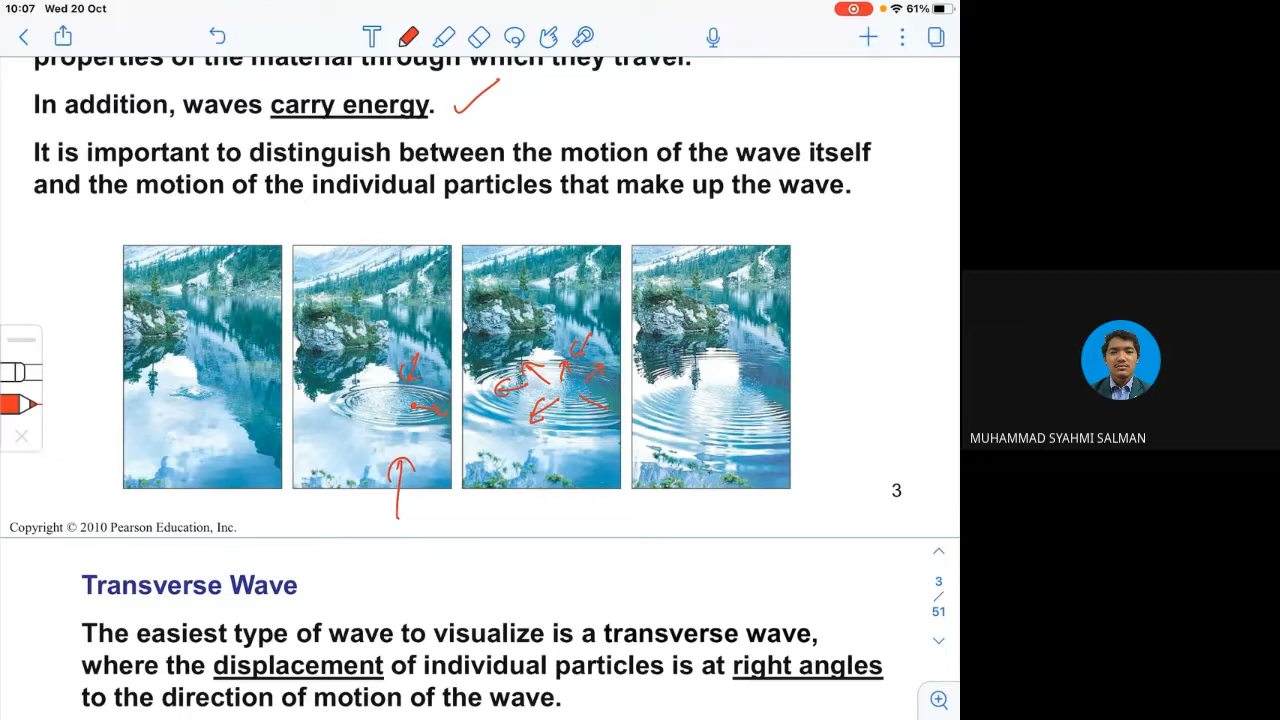 10:07 Wed 20 Oct
61%
properties of the material through which they travel.
In addition, waves carry energy.
It is important to distinguish between the motion of the wave itself
and the motion of the individual particles that make up the wave.
3
Copyright © 2010 Pearson Education, Inc.
Transverse Wave
The easiest type of wave to visualize is a transverse wave,
where the displacement of individual particles is at right angles
to the direction of motion of the wave.
3
/
51
MUHAMMAD SYAHMI SALMAN